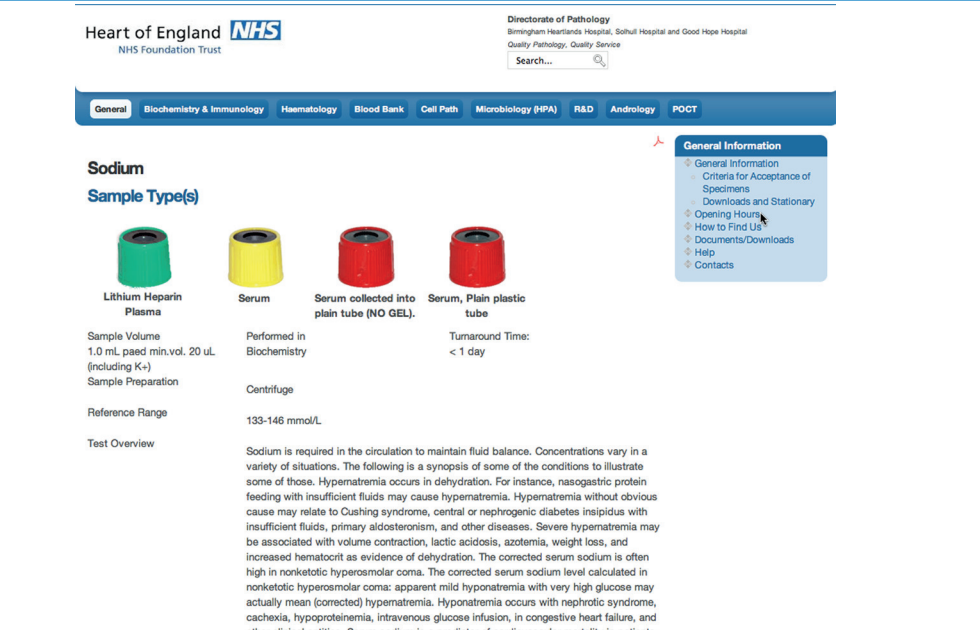 Heart of England NHS
NHS Foundation Trust
Directorate of Pathology
Birmingham Heartlands Hospital, Solhull Hospital and Good Hope Hospital
Quality Pathology, Quality Service
Search...
General Biochemistry & Immunology Haematology Blood Bank Cell Path Microbiology (HPA) R&D Andrology POCT
General Information
General Information
Criteria for Acceptance of
Specimens
Downloads and Stationary
Opening Hours
How to Find Us
Documents/Downloads
Help
Contacts
Sodium
Sample Type(s)
Lithium Heparin
Plasma
Serum
Serum collected into
plain tube (NO GEL).
Serum, Plain plastic
tube
Sample Volume
1.0 mL paed min.vol. 20 uL
(including K+)
Performed in
Biochemistry
Turnaround Time:
< 1 day
Sample Preparation
Centrifuge
Reference Range
133-146 mmol/L
Test Overview
Sodium is required in the circulation to maintain fluid balance. Concentrations vary in a
variety of situations. The following is a synopsis of some of the conditions to illustrate
some of those. Hypernatremia occurs in dehydration. For instance, nasogastric protein
feeding with insufficient fluids may cause hypernatremia. Hypernatremia without obvious
cause may relate to Cushing syndrome, central or nephrogenic diabetes insipidus with
insufficient fluids, primary aldosteronism, and other diseases. Severe hypernatremia may
be associated with volume contraction, lactic acidosis, azotemia, weight loss, and
increased hematocrit as evidence of dehydration. The corrected serum sodium is often
high in nonketotic hyperosmolar coma. The corrected serum sodium level calculated in
nonketotic hyperosmolar coma: apparent mild hyponatremia with very high glucose may
actually mean (corrected) hypernatremia. Hyponatremia occurs with nephrotic syndrome,
cachexia, hypoproteinemia, intravenous glucose infusion, in congestive heart failure, and